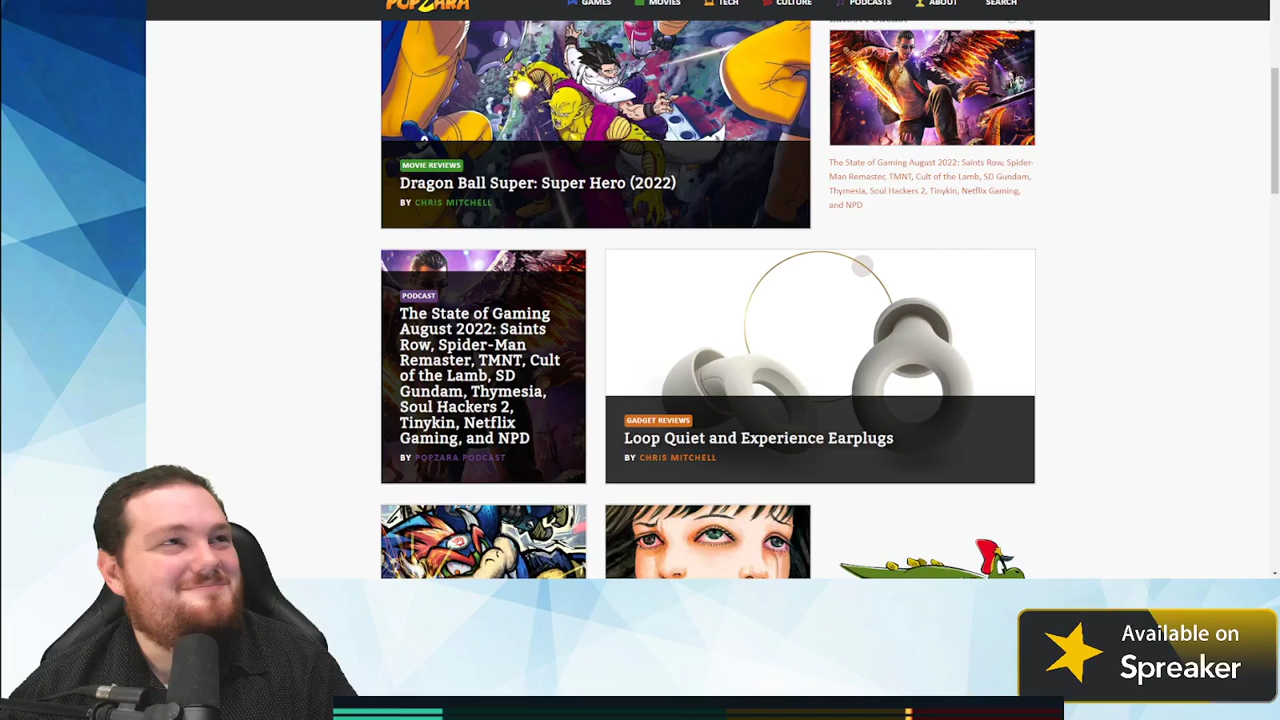 POPZARA
GAMES MOVIES TECH CULTURE PODCASTS ABOUT SEARCH
Latest Podcast
MOVIE REVIEWS
Dragon Ball Super: Super Hero (2022)
BY CHRIS MITCHELL
The State of Gaming August 2022: Saints Row, Spider-
Man Remaster, TMNT, Cult of the Lamb, SD Gundam,
Thymesia, Soul Hackers 2, Tinykin, Netflix Gaming,
and NPD
PODCAST
The State of Gaming
August 2022: Saints
Row, Spider-Man
Remaster, TMNT, Cult
of the Lamb, SD
Gundam, Thymesia,
Soul Hackers 2,
Tinykin, Netflix
Gaming, and NPD
BY POPZARA PODCAST
GADGET REVIEWS
Loop Quiet and Experience Earplugs
BY CHRIS MITCHELL
Available on
Spreaker